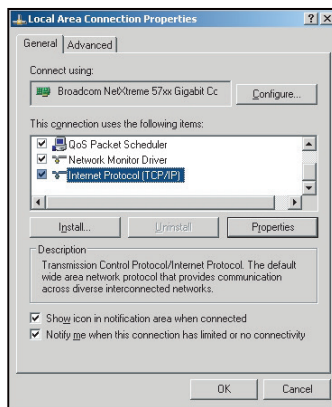 Local Area Connection Properties
General
Advanced
Connect using:
Broadcom NetXtreme 57xx Gigabit Cc
Configure...
This connection uses the following items:
QoS Packet Scheduler
Network Monitor Driver
Internet Protocol (TCP/IP)
Install...
Uninstall
Properties
Description
Transmission Control Protocol/Internet Protocol. The default
wide area network protocol that provides communication
across diverse interconnected networks.
Show icon in notification area when connected
Notify me when this connection has limited or no connectivity
OK
Cancel